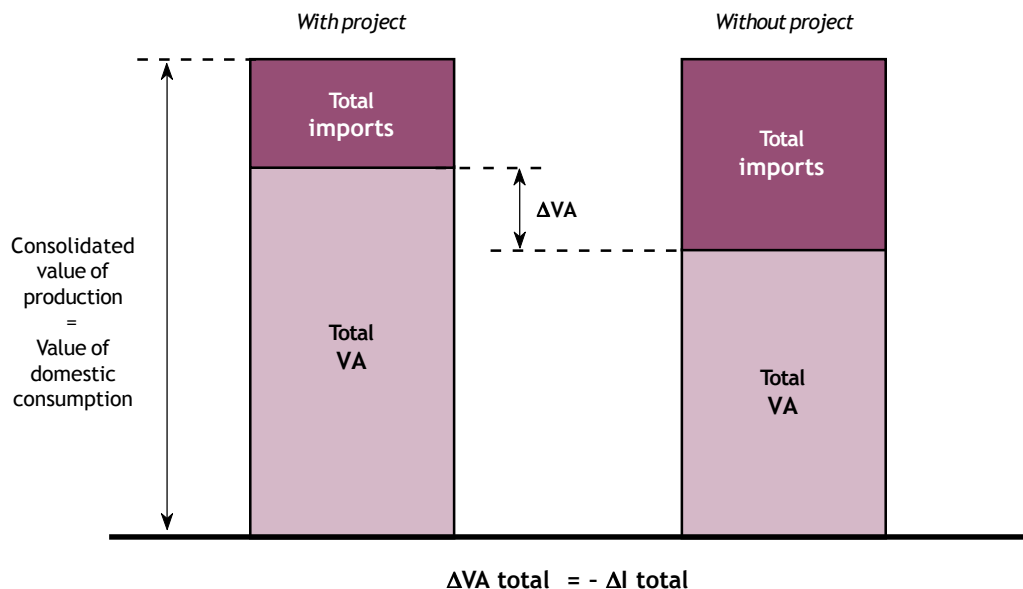 With project
Without project
Total
imports
Total
imports
ΔVA
Consolidated
value of
production
=
Value of
domestic
consumption
Total
VA
Total
VA
ΔVA total = - ΔI total